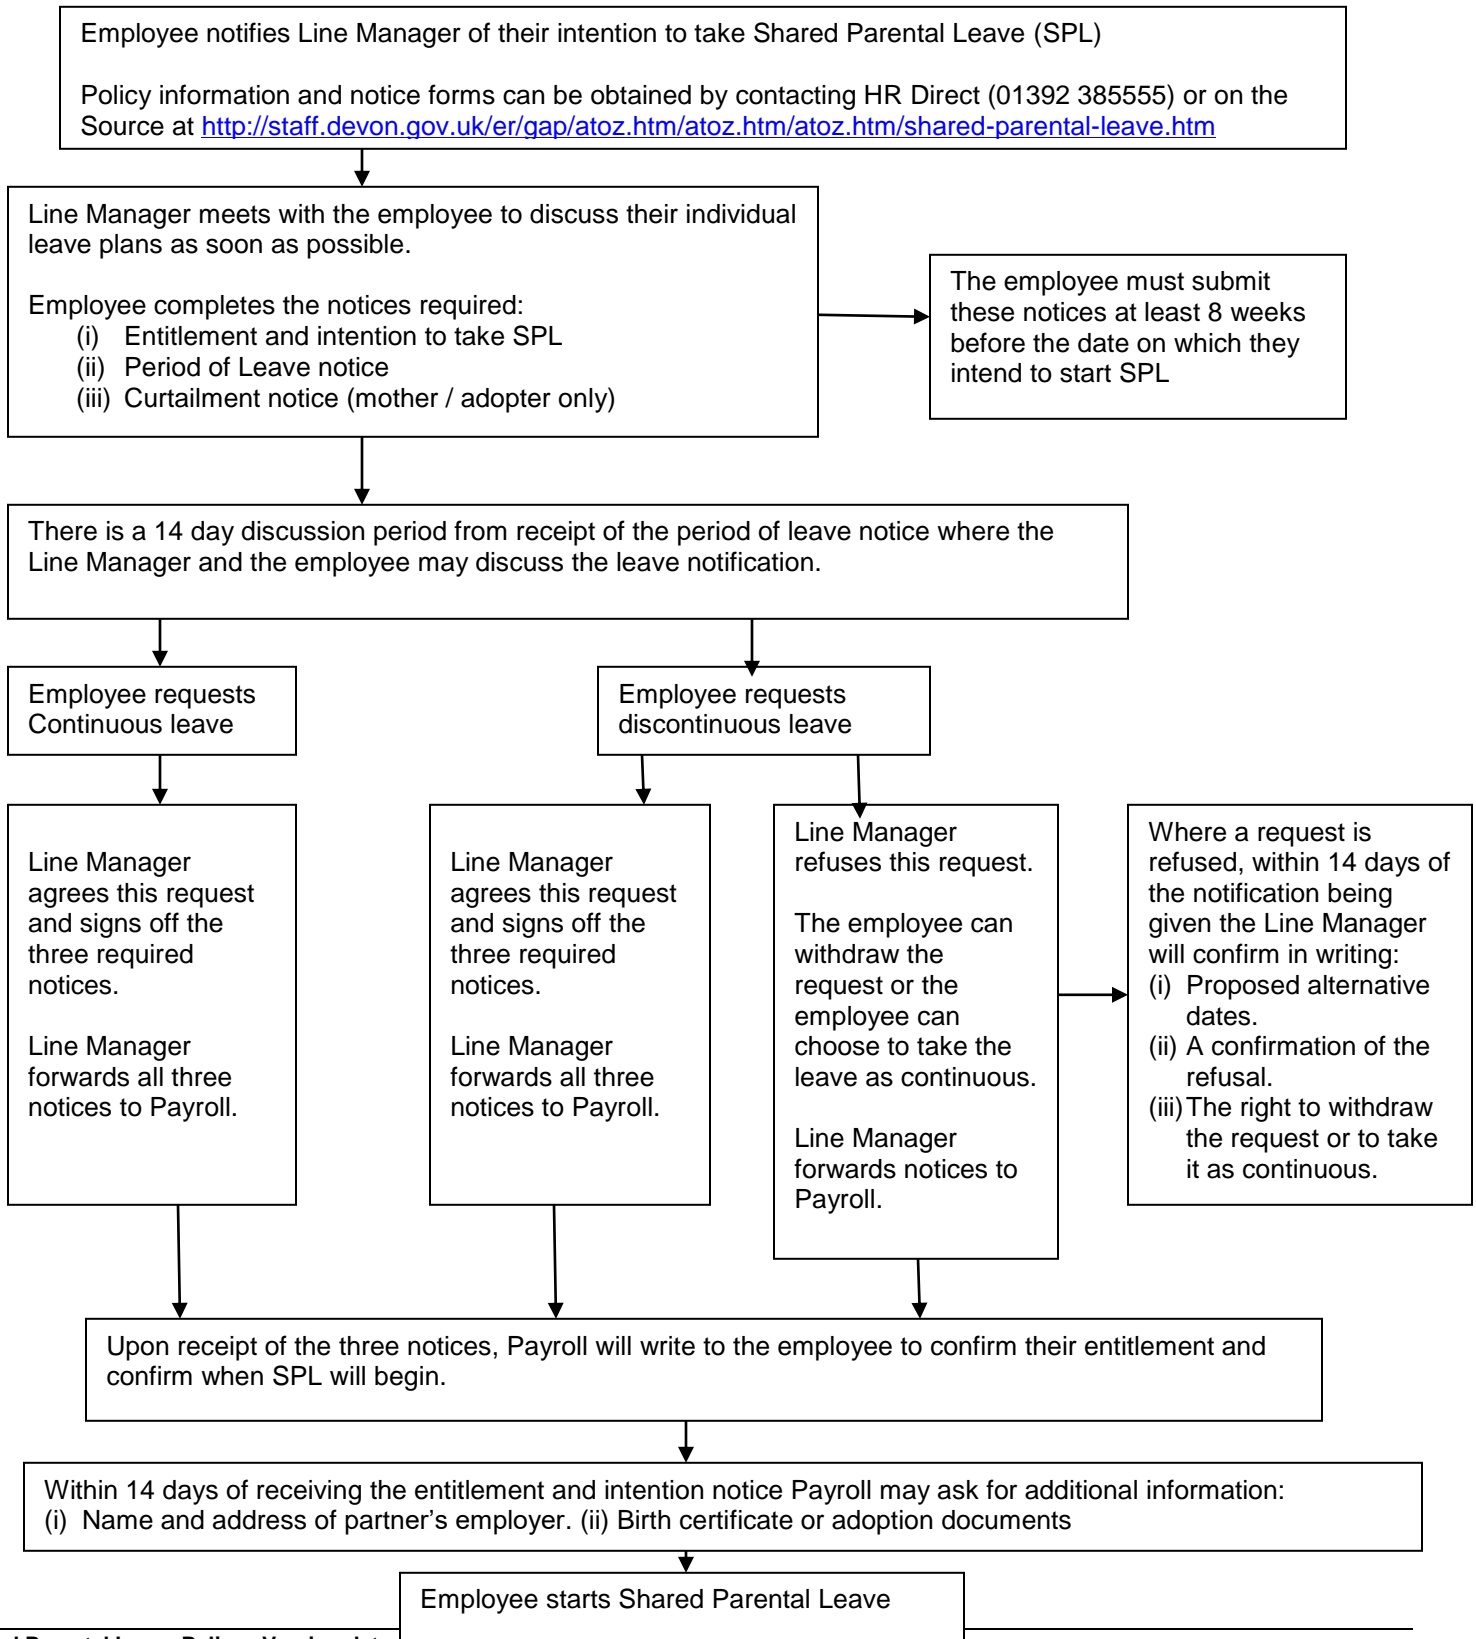 Employee notifies Line Manager of their intention to take Shared Parental Leave (SPL)
Policy information and notice forms can be obtained by contacting HR Direct (01392 385555) or on the
Source at http://staff.devon.gov.uk/er/gap/atoz.htm/atoz.htm/atoz.htm/shared-parental-leave.htm
Line Manager meets with the employee to discuss their individual
leave plans as soon as possible.
Employee completes the notices required:
(i) Entitlement and intention to take SPL
(ii) Period of Leave notice
(iii) Curtailment notice (mother / adopter only)
The employee must submit
these notices at least 8 weeks
before the date on which they
intend to start SPL
There is a 14 day discussion period from receipt of the period of leave notice where the
Line Manager and the employee may discuss the leave notification.
Employee requests
Continuous leave
Employee requests
discontinuous leave
Line Manager
agrees this request
and signs off the
three required
notices.
Line Manager
forwards all three
notices to Payroll.
Line Manager
agrees this request
and signs off the
three required
notices.
Line Manager
forwards all three
notices to Payroll.
Line Manager
refuses this request.
The employee can
withdraw the
request or the
employee can
choose to take the
leave as continuous.
Line Manager
forwards notices to
Payroll.
Where a request is
refused, within 14 days of
the notification being
given the Line Manager
will confirm in writing:
(i) Proposed alternative
dates.
(ii) A confirmation of the
refusal.
(iii) The right to withdraw
the request or to take
it as continuous.
Upon receipt of the three notices, Payroll will write to the employee to confirm their entitlement and
confirm when SPL will begin.
Within 14 days of receiving the entitlement and intention notice Payroll may ask for additional information:
(i) Name and address of partner's employer. (ii) Birth certificate or adoption documents
Employee starts Shared Parental Leave